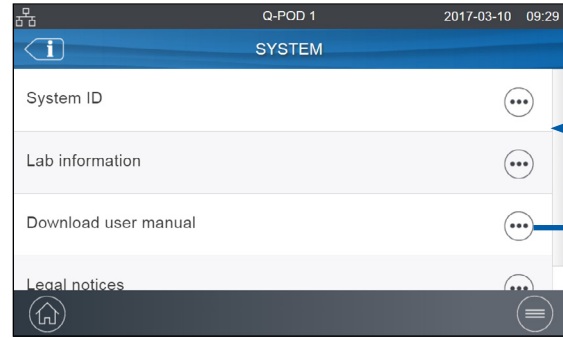 Q-POD 1 2017-03-10 09:29
i SYSTEM
System ID
Lab information
Download user manual
Legal notices